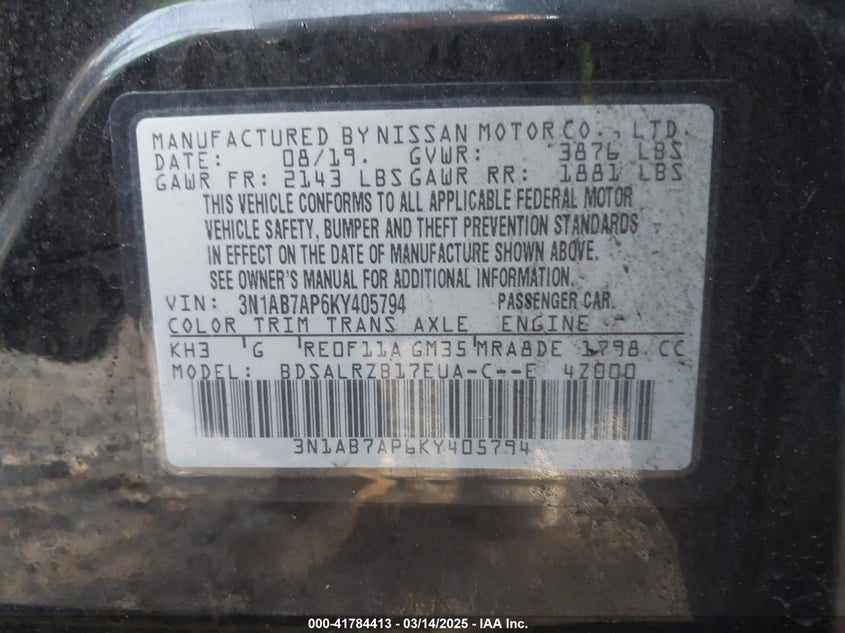 MANUFACTURED BY NISSAN MOTOR CO., LTD.
DATE: 08/19. GVWR: 3876 LBS
GAWR FR: 2143 LBS GAWR RR: 1881 LBS
THIS VEHICLE CONFORMS TO ALL APPLICABLE FEDERAL MOTOR
VEHICLE SAFETY, BUMPER AND THEFT PREVENTION STANDARDS
IN EFFECT ON THE DATE OF MANUFACTURE SHOWN ABOVE.
SEE OWNER'S MANUAL FOR ADDITIONAL INFORMATION.
VIN: 3N1AB7AP6KY405794 PASSENGER CAR.
COLOR TRIM TRANS AXLE ENGINE
KH3 G RE0F11A GM35 MRA8DE 1798 CC
MODEL: BDSALRZB17EUA-C--E 4Z000
3N1AB7AP6KY405794
000-41784413 - 03/14/2025 - IAA Inc.